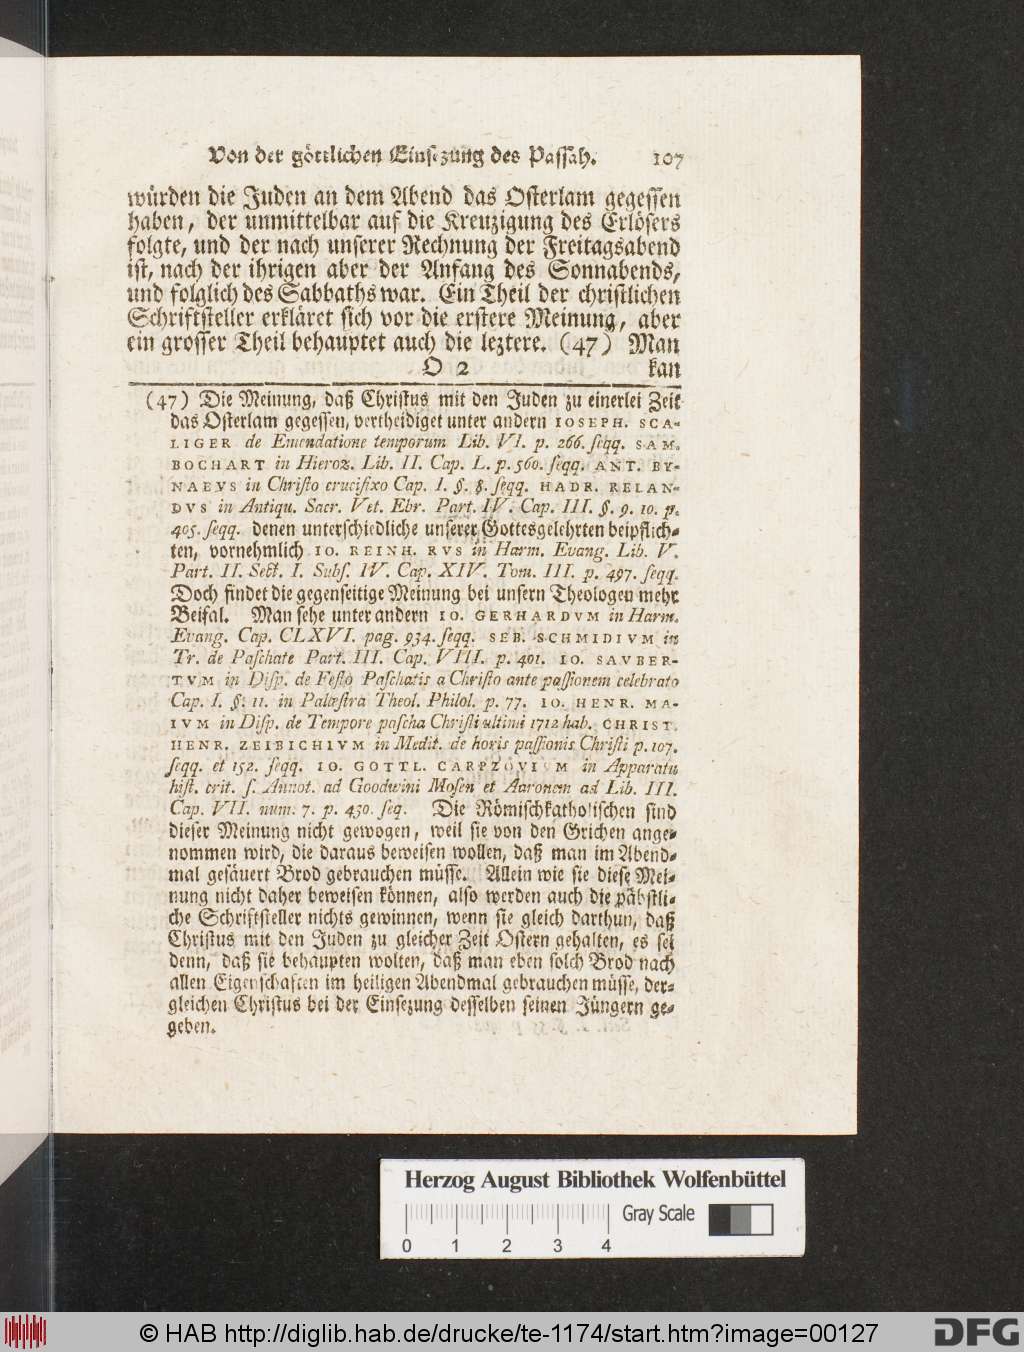 Von der göttlichen Einsezung des Passah. 107
würden die Juden an dem Abend das Osterlam gegessen
haben, der unmittelbar auf die Kreuzigung des Erlösers
folgte, und der nach unserer Rechnung der Freitagsabend
ist, nach der ihrigen aber der Anfang des Sonnabends,
und folglich des Sabbaths war. Ein Theil der christlichen
Schriftsteller erkläret sich vor die erstere Meinung, aber
ein grosser Theil behauptet auch die leztere. (47) Man
O 2 kan
(47) Die Meinung, daß Christus mit den Juden zu einerlei Zeit
das Osterlam gegessen, vertheidiget unter andern IOSEPH. SCA-
LIGER de Emendatione temporum Lib. VI. p. 266. seqq. SAM.
BOCHART in Hieroz. Lib. II. Cap. L. p. 560. seqq. ANT. BY-
NAEVS in Christo crucifixo Cap. I. §. 8. seqq. HADR. RELAN-
DVS in Antiqu. Sacr. Vet. Ebr. Part. IV. Cap. III. §. 9. 10. p.
405. seqq. denen unterschiedliche unserer Gottesgelehrten beipflich-
ten, vornehmlich IO. REINH. RVS in Harm. Evang. Lib. V.
Part. II. Sect. I. Subs. IV. Cap. XIV. Tom. III. p. 497. seqq.
Doch findet die gegenseitige Meinung bei unsern Theologen mehr
Beifal. Man sehe unter andern IO. GERHARDVM in Harm.
Evang. Cap. CLXVI. pag. 934. seqq. SEB. SCHMIDIVM in
Tr. de Paschate Part. III. Cap. VIII. p. 401. IO. SAVBER-
TVM in Disp. de Festo Paschatis a Christo ante passionem celebrato
Cap. I. §. 11. in Palæstra Theol. Philol. p. 77. IO. HENR. MA-
IVM in Disp. de Tempore pascha Christi ultimi 1712 hab. CHRIST.
HENR. ZEIBICHIVM in Medit. de horis passionis Christi p. 107.
seqq. et 152. seqq. IO. GOTTL. CARPZOVIVM in Apparatu
hist. crit. s. Annot. ad Goodwini Mosen et Aaronem ad Lib. III.
Cap. VII. num. 7. p. 430. seq. Die Römischkatholischen sind
dieser Meinung nicht gewogen, weil sie von den Grichen ange-
nommen wird, die daraus beweisen wollen, daß man im Abend-
mal gesäuert Brod gebrauchen müsse. Allein wie sie diese Mei-
nung nicht daher beweisen können, also werden auch die päbstli-
che Schriftsteller nichts gewinnen, wenn sie gleich darthun, daß
Christus mit den Juden zu gleicher Zeit Ostern gehalten, es sei
denn, daß sie behaupten wolten, daß man eben solch Brod nach
allen Eigenschaften im heiligen Abendmal gebrauchen müsse, der-
gleichen Christus bei der Einsezung desselben seinen Jüngern ge-
geben.
Herzog August Bibliothek Wolfenbüttel
Gray Scale
0 1 2 3 4
© HAB http://diglib.hab.de/drucke/te-1174/start.htm?image=00127
DFG